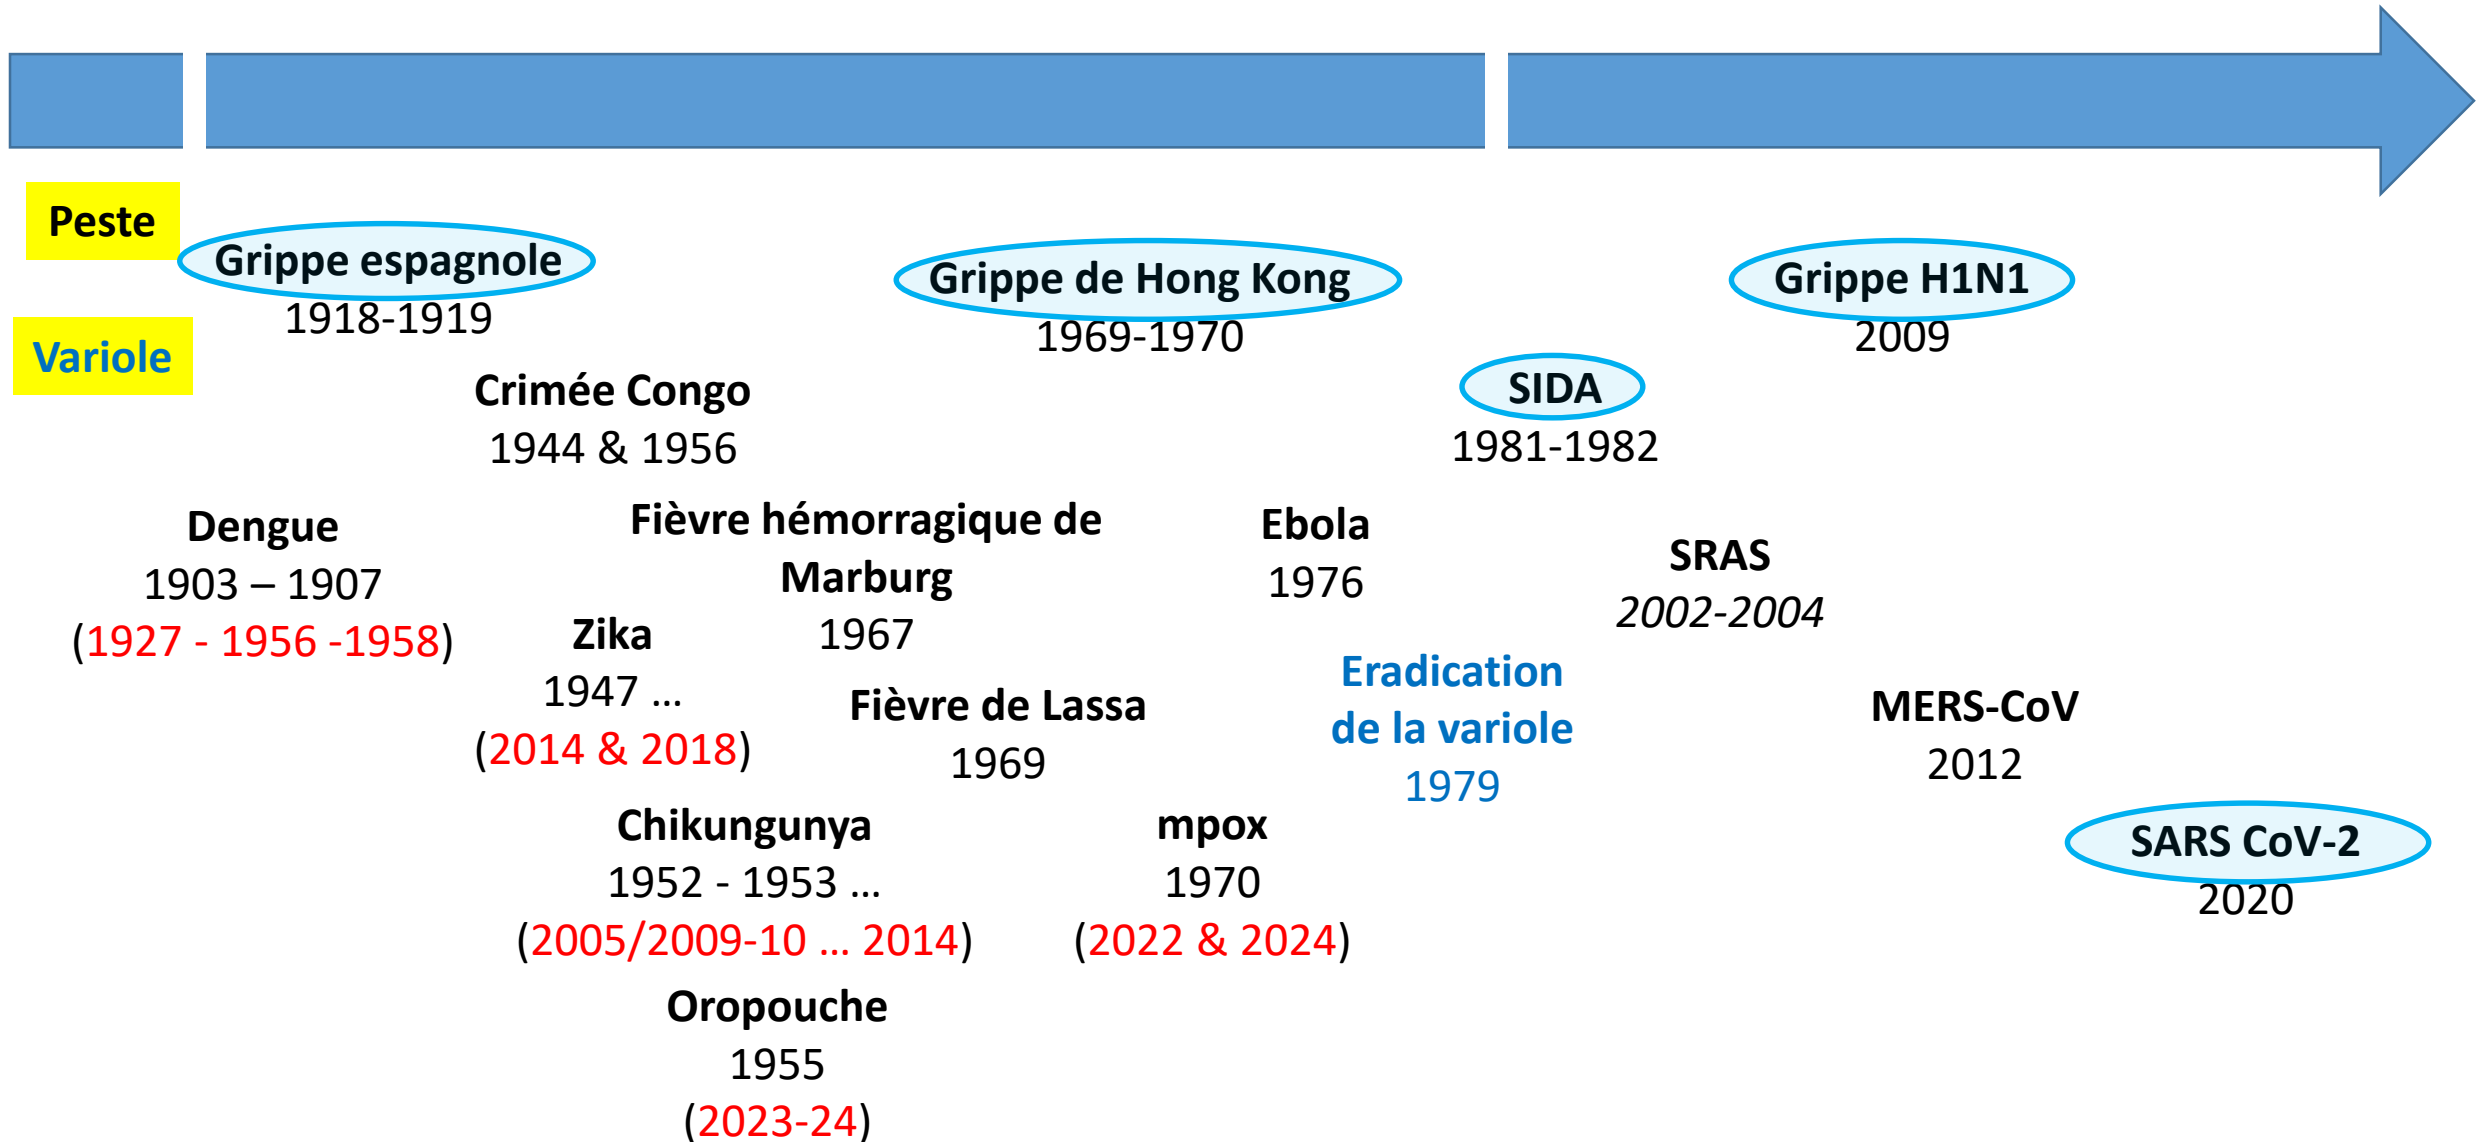 Peste
Variole
Grippe espagnole
1918-1919
Grippe de Hong Kong
1969-1970
Grippe H1N1
2009
Crimée Congo
1944 & 1956
SIDA
1981-1982
Dengue
1903 – 1907
(1927 - 1956 -1958)
Fièvre hémorragique de
Marburg
1967
Ebola
1976
SRAS
2002-2004
Zika
1947 ...
(2014 & 2018)
Fièvre de Lassa
1969
Eradication
de la variole
1979
MERS-CoV
2012
Chikungunya
1952 - 1953 ...
(2005/2009-10 ... 2014)
mpox
1970
(2022 & 2024)
SARS CoV-2
2020
Oropouche
1955
(2023-24)